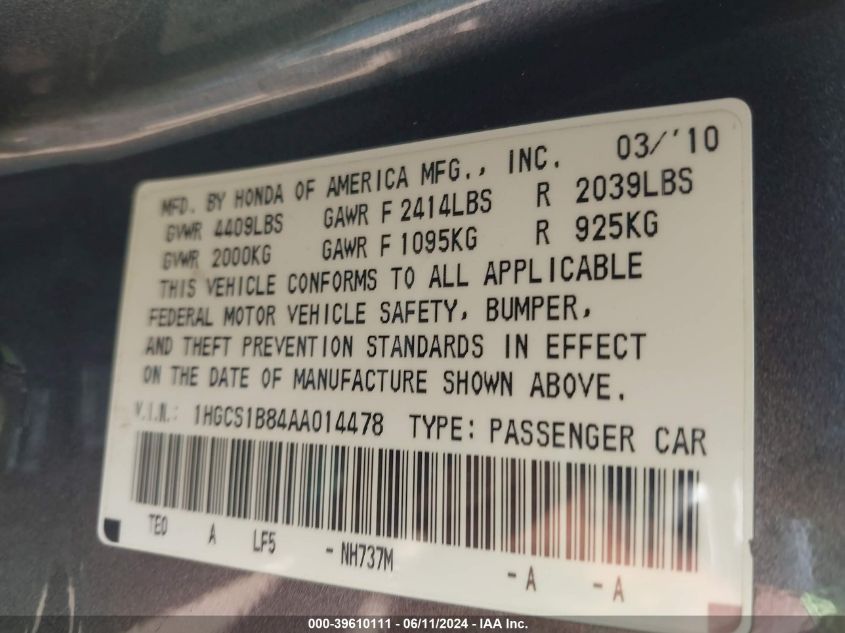 MFD. BY HONDA OF AMERICA MFG., INC. 03/'10
GVWR 4409LBS GAWR F 2414LBS R 2039LBS
GVWR 2000KG GAWR F 1095KG R 925KG
THIS VEHICLE CONFORMS TO ALL APPLICABLE
FEDERAL MOTOR VEHICLE SAFETY, BUMPER,
AND THEFT PREVENTION STANDARDS IN EFFECT
ON THE DATE OF MANUFACTURE SHOWN ABOVE.
V.I.N.: 1HGCS1B84AA014478 TYPE: PASSENGER CAR
TE0 A LF5 -NH737M -A -A
000-39610111 - 06/11/2024 - IAA Inc.